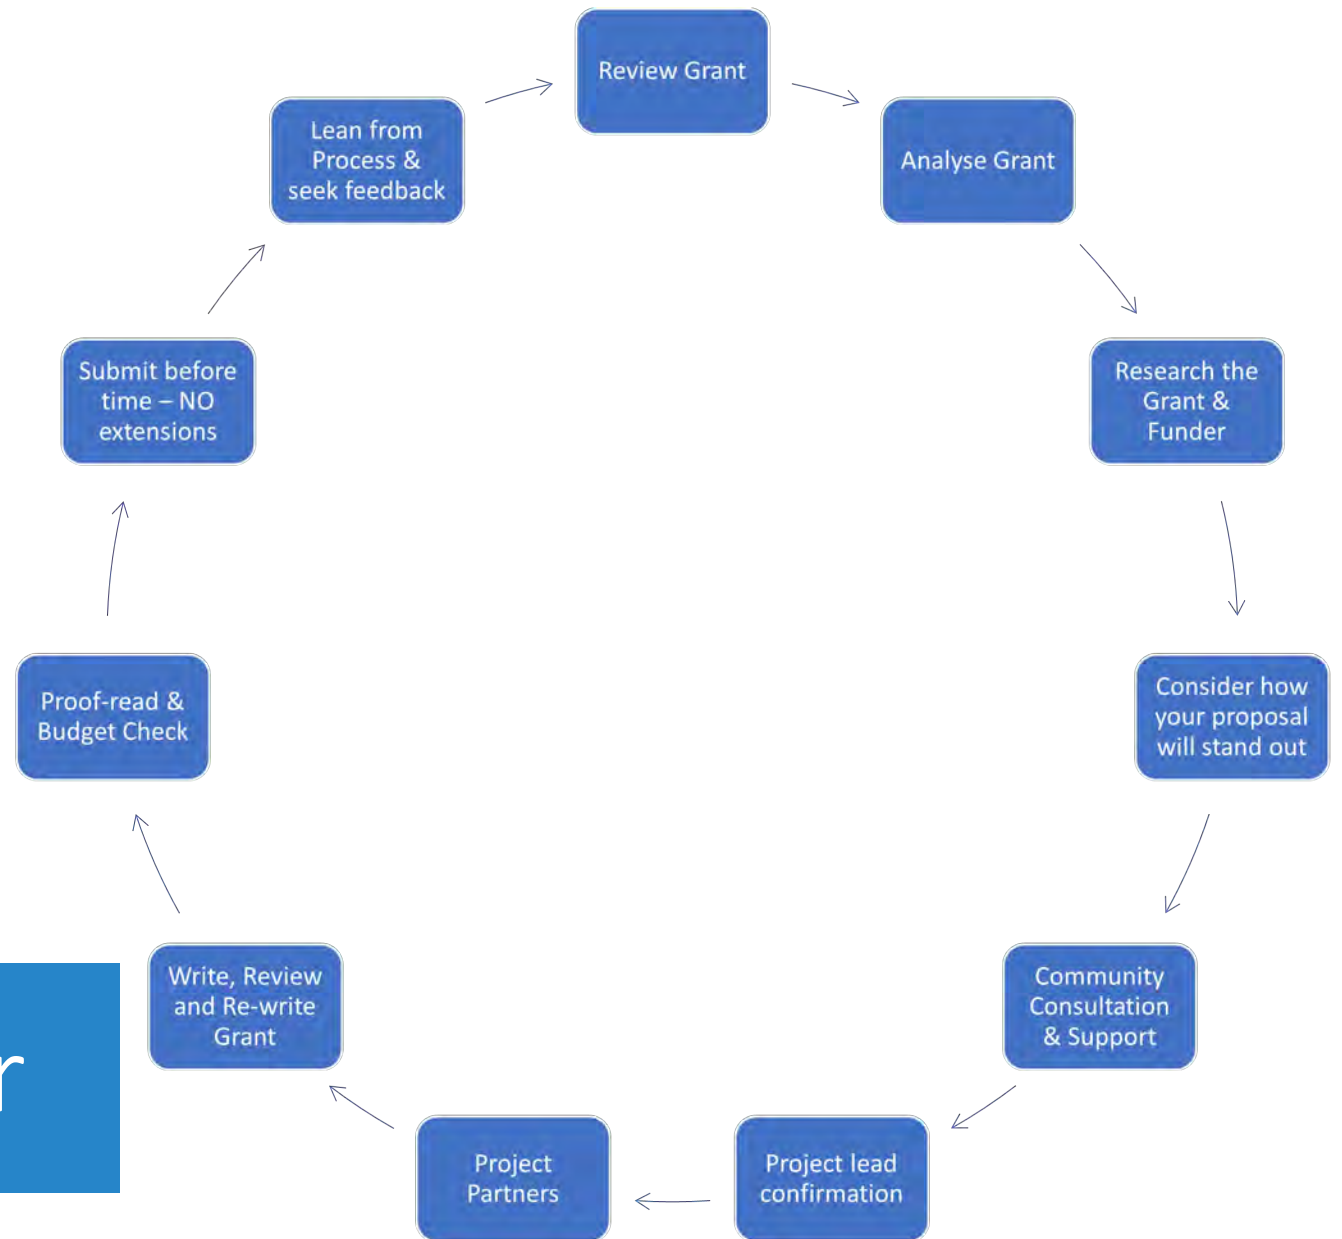 Review Grant
Analyse Grant
Research the
Grant &
Funder
Consider how
your proposal
will stand out
Community
Consultation
& Support
Project lead
confirmation
Project
Partners
Write, Review
and Re-write
Grant
Proof-read &
Budget Check
Submit before
time – NO
extensions
Lean from
Process &
seek feedback
r